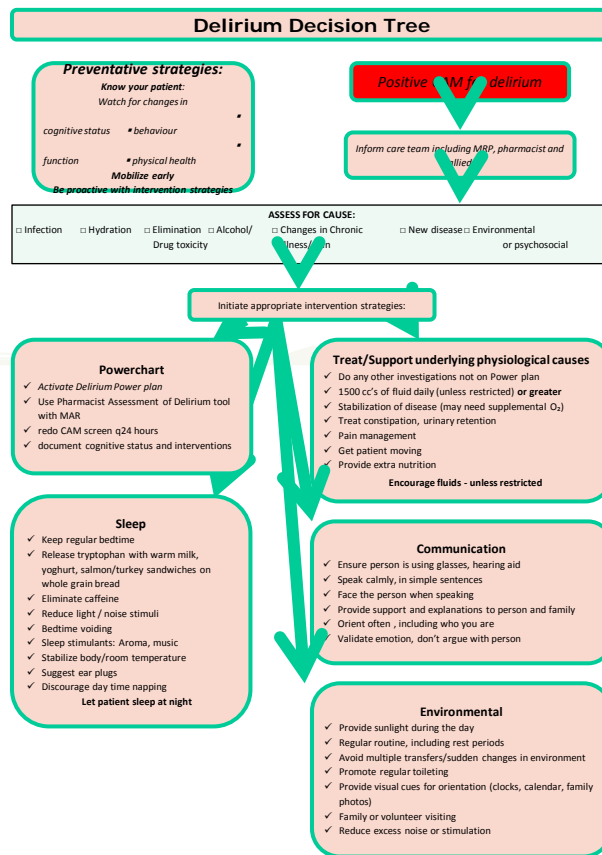 Delirium Decision Tree
Preventative strategies:
Know your patient:
Watch for changes in
▪
cognitive status ▪ behaviour
▪
function ▪ physical health
Mobilize early
Be proactive with intervention strategies
Positive for delirium
Inform care team including MRP, pharmacist and
allied
ASSESS FOR CAUSE:
□ Infection □ Hydration □ Elimination □ Alcohol/ □ Changes in Chronic □ New disease □ Environmental
Drug toxicity or psychosocial
Initiate appropriate intervention strategies:
Powerchart
✓ Activate Delirium Power plan
✓ Use Pharmacist Assessment of Delirium tool
with MAR
✓ redo CAM screen q24 hours
✓ document cognitive status and interventions
Treat/Support underlying physiological causes
✓ Do any other investigations not on Power plan
✓ 1500 cc's of fluid daily (unless restricted) or greater
✓ Stabilization of disease (may need supplemental O₂)
✓ Treat constipation, urinary retention
✓ Pain management
✓ Get patient moving
✓ Provide extra nutrition
Encourage fluids - unless restricted
Sleep
✓ Keep regular bedtime
✓ Release tryptophan with warm milk,
yoghurt, salmon/turkey sandwiches on
whole grain bread
✓ Eliminate caffeine
✓ Reduce light / noise stimuli
✓ Bedtime voiding
✓ Sleep stimulants: Aroma, music
✓ Stabilize body/room temperature
✓ Suggest ear plugs
✓ Discourage day time napping
Let patient sleep at night
Communication
✓ Ensure person is using glasses, hearing aid
✓ Speak calmly, in simple sentences
✓ Face the person when speaking
✓ Provide support and explanations to person and family
✓ Orient often , including who you are
✓ Validate emotion, don't argue with person
Environmental
✓ Provide sunlight during the day
✓ Regular routine, including rest periods
✓ Avoid multiple transfers/sudden changes in environment
✓ Promote regular toileting
✓ Provide visual cues for orientation (clocks, calendar, family
photos)
✓ Family or volunteer visiting
✓ Reduce excess noise or stimulation